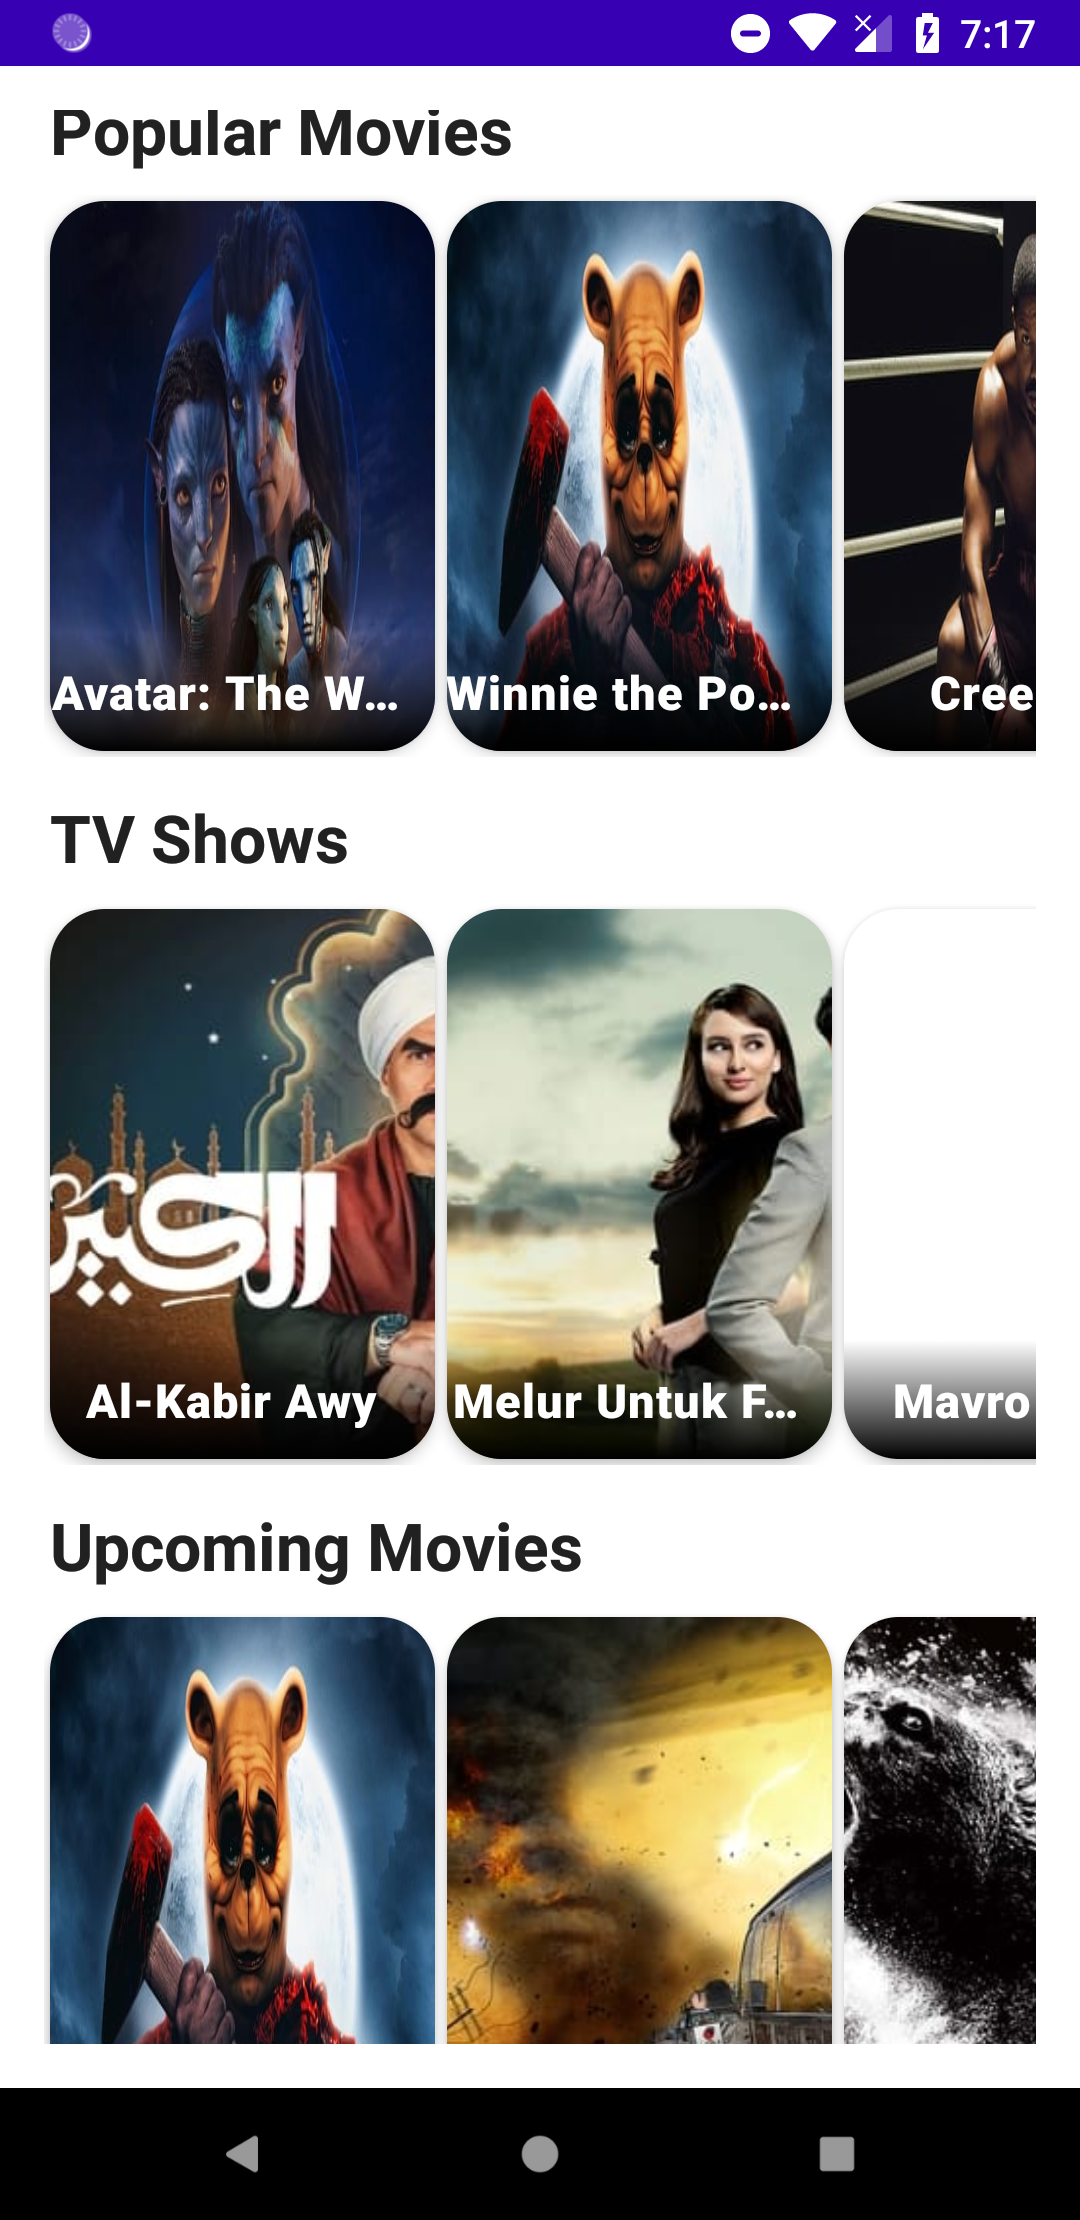 7:17
Popular Movies
Avatar: The W...
Winnie the Po...
Cree
TV Shows
الكبير
Al-Kabir Awy
Melur Untuk F...
Mavro
Upcoming Movies